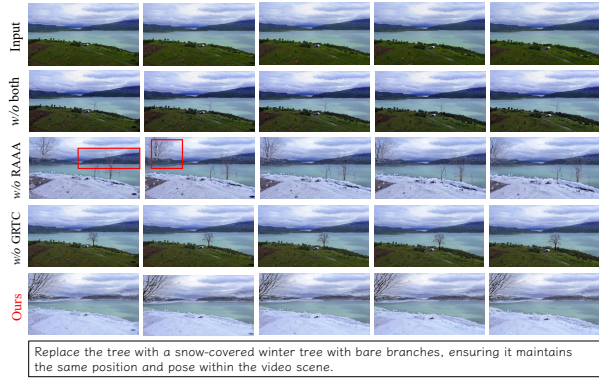 Input
w/o both
w/o RAAA
w/o GRTC
Ours
Replace the tree with a snow-covered winter tree with bare branches, ensuring it maintains
the same position and pose within the video scene.